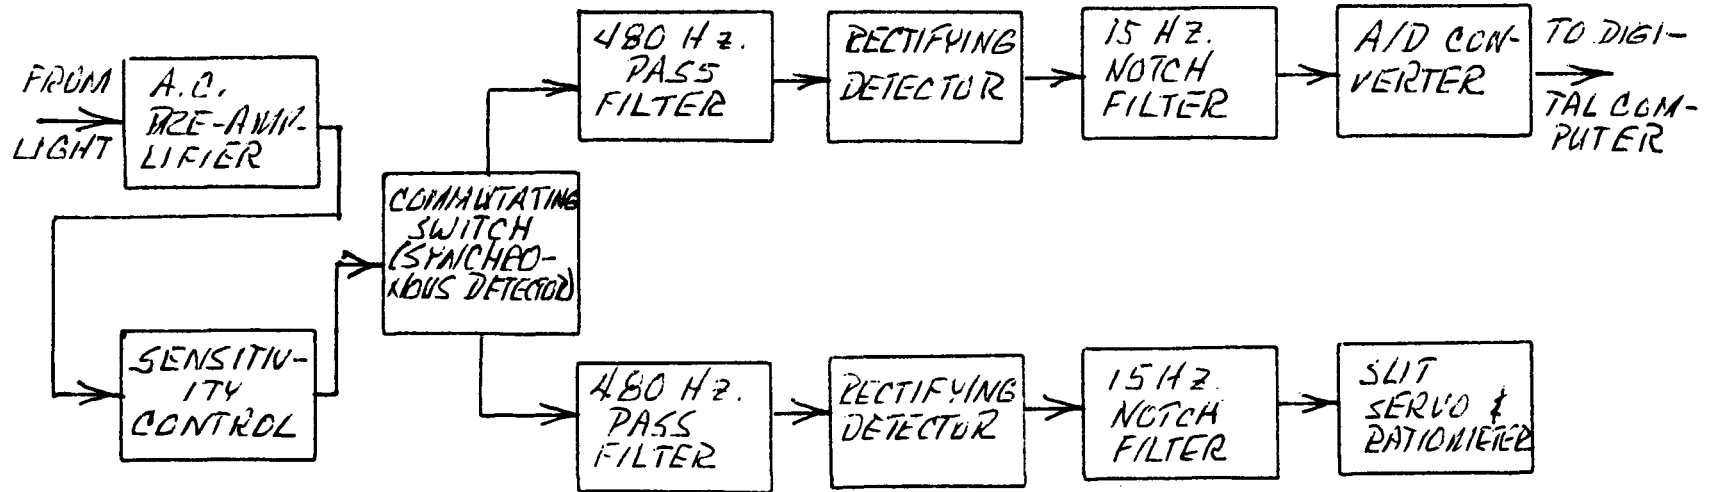 FROM
LIGHT
A.C.
PRE-AMP-
LIFIER
SENSITIV-
ITY
CONTROL
COMMUTATING
SWITCH
(SYNCHRO-
NOUS DETECTOR)
480 HZ.
PASS
FILTER
RECTIFYING
DETECTOR
15 HZ.
NOTCH
FILTER
A/D CON-
VERTER
TO DIGI-
TAL COM-
PUTER
480 HZ.
PASS
FILTER
RECTIFYING
DETECTOR
15 HZ.
NOTCH
FILTER
SLIT
SERVO &
RATIOMETER